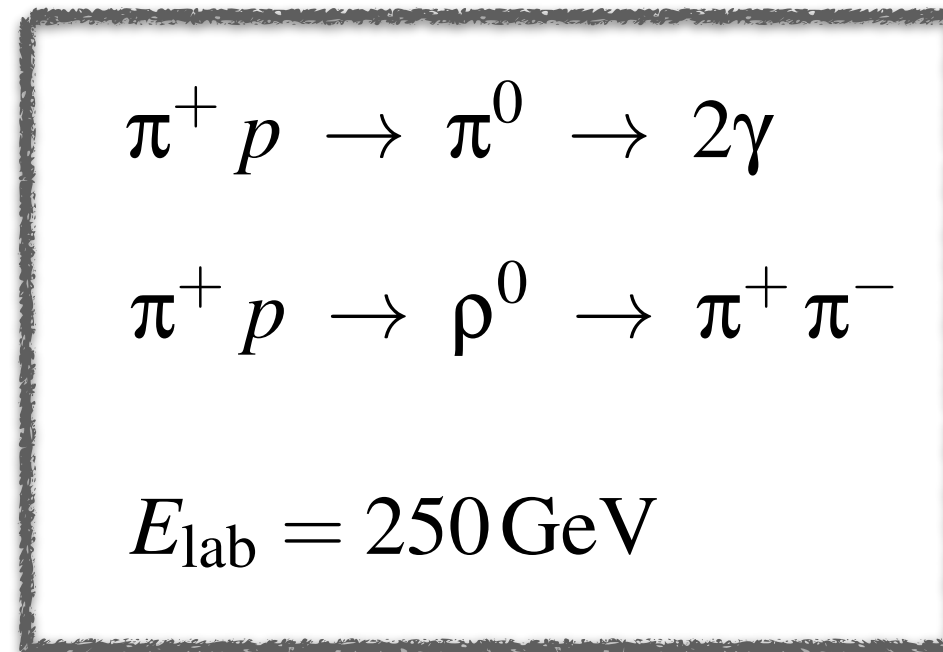 π⁺ p → π⁰ → 2γ
π⁺ p → ρ⁰ → π⁺ π⁻
E_lab = 250 GeV